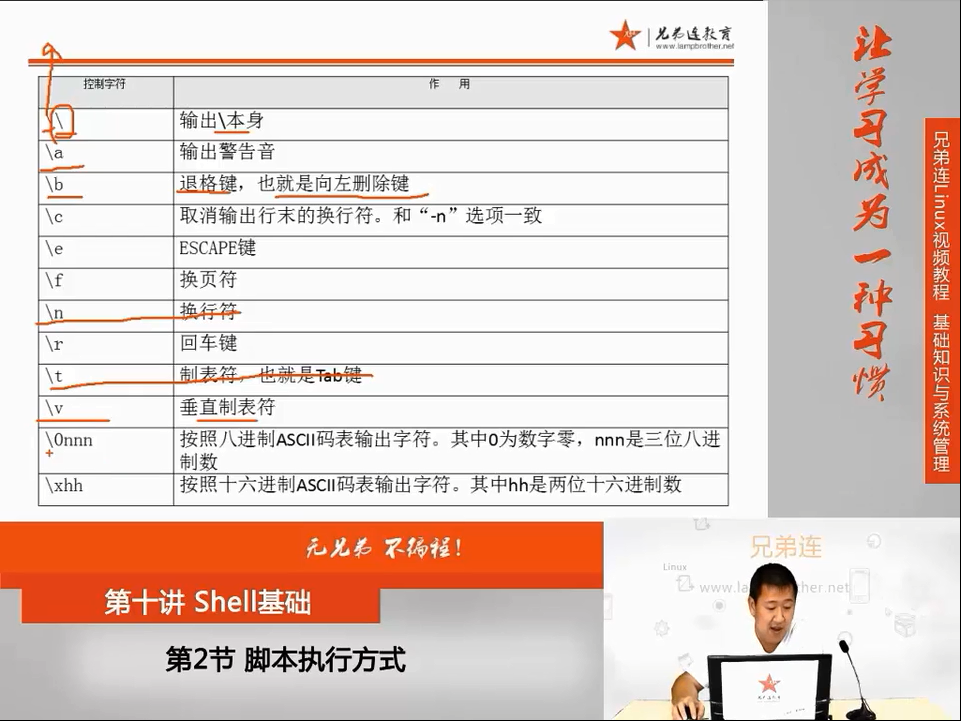 兄弟连教育
www.lampbrother.net
控制字符 作 用
\\ 输出\本身
\a 输出警告音
\b 退格键，也就是向左删除键
\c 取消输出行末的换行符。和“-n”选项一致
\e ESCAPE键
\f 换页符
\n 换行符
\r 回车键
\t 制表符，也就是Tab键
\v 垂直制表符
\0nnn 按照八进制ASCII码表输出字符。其中0为数字零，nnn是三位八进
制数
\xhh 按照十六进制ASCII码表输出字符。其中hh是两位十六进制数
让学习成为一种习惯
兄弟连Linux视频教程 基础知识与系统管理
无兄弟 不编程！
第十讲 Shell基础
第2节 脚本执行方式
兄弟连
Linux